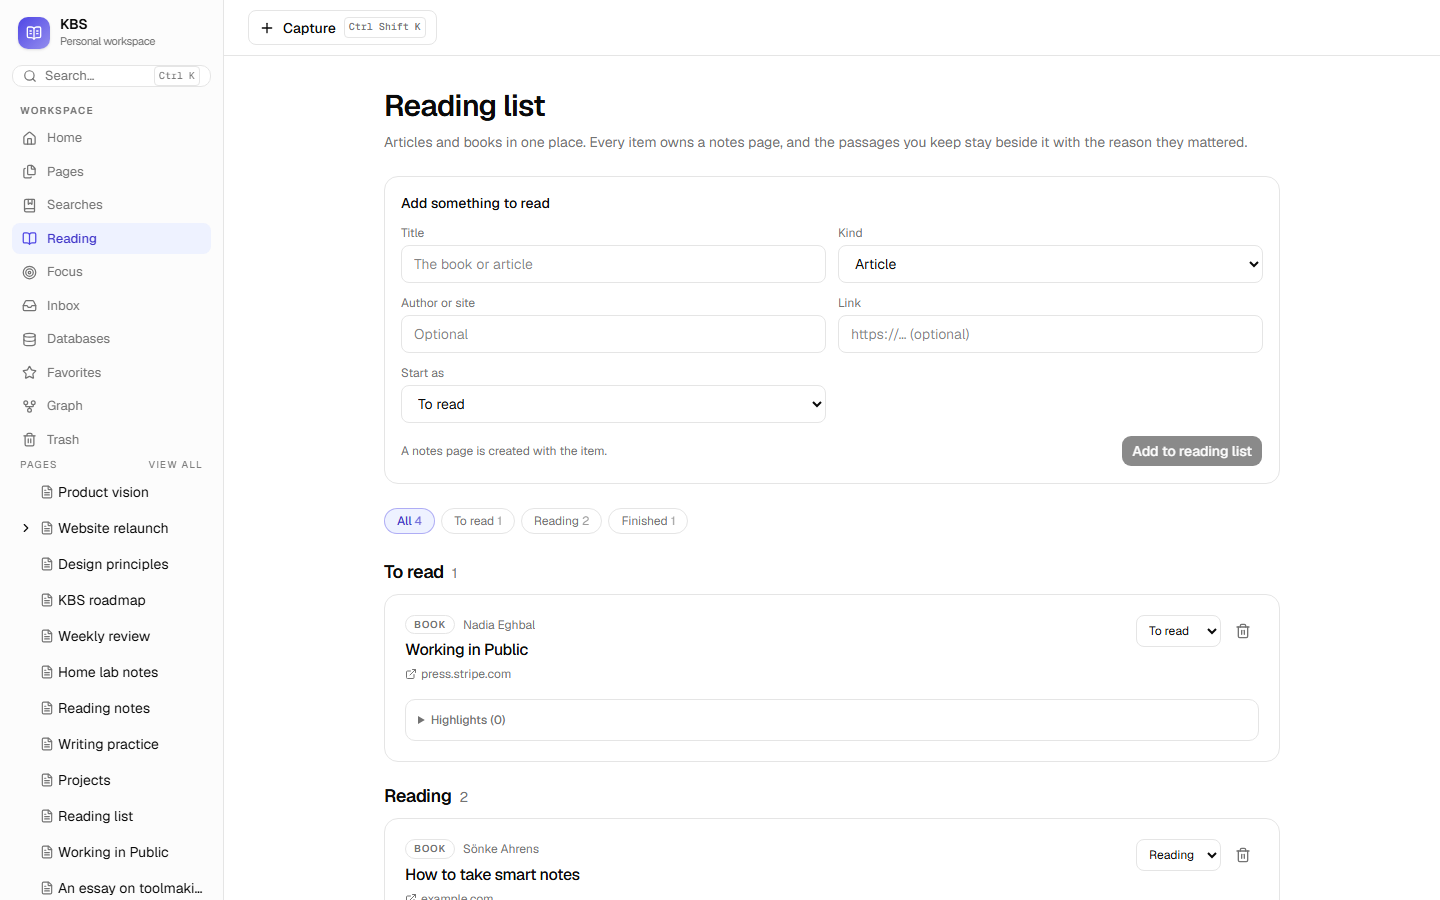 KBS
Personal workspace
Search...
Ctrl K
WORKSPACE
Home
Pages
Searches
Reading
Focus
Inbox
Databases
Favorites
Graph
Trash
PAGES
VIEW ALL
Product vision
Website relaunch
Design principles
KBS roadmap
Weekly review
Home lab notes
Reading notes
Writing practice
Projects
Reading list
Working in Public
An essay on toolmaki...
Capture Ctrl Shift K
Reading list
Articles and books in one place. Every item owns a notes page, and the passages you keep stay beside it with the reason they mattered.
Add something to read
Title
Kind
The book or article
Article
Author or site
Link
Optional
https://... (optional)
Start as
To read
A notes page is created with the item.
Add to reading list
All 4
To read 1
Reading 2
Finished 1
To read 1
BOOK Nadia Eghbal
To read
Working in Public
press.stripe.com
Highlights (0)
Reading 2
BOOK Sönke Ahrens
Reading
How to take smart notes
example.com